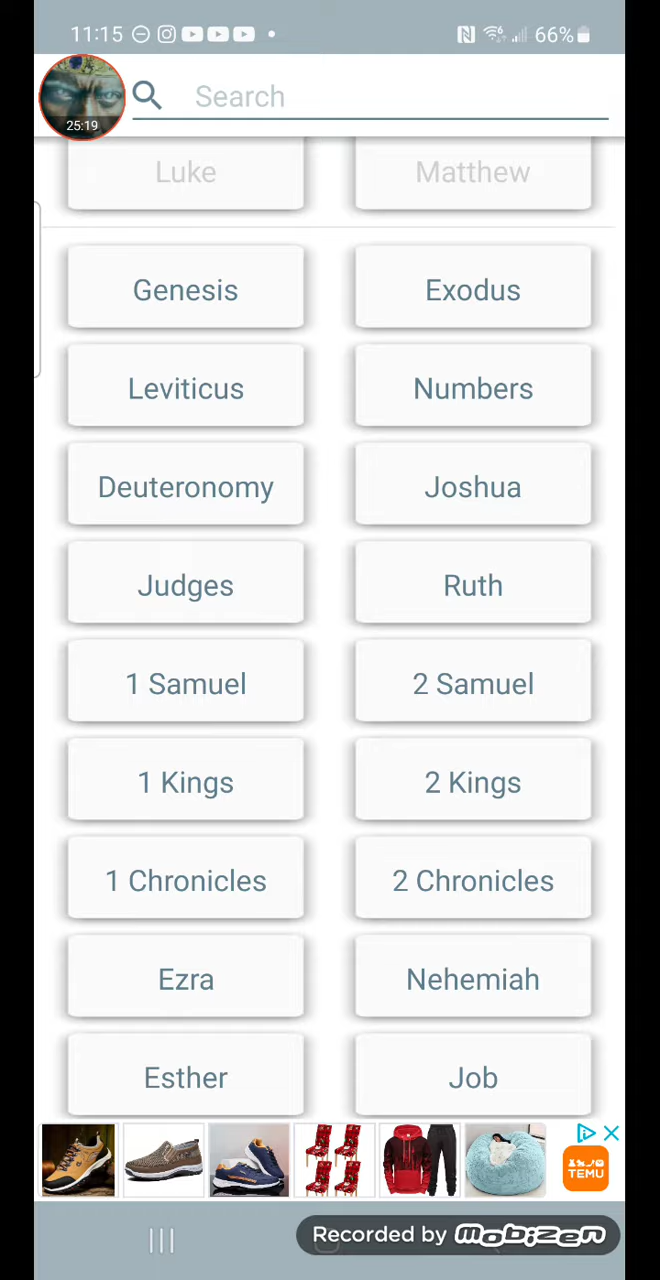 11:15 66%
Search
25:19
Luke Matthew
Genesis Exodus
Leviticus Numbers
Deuteronomy Joshua
Judges Ruth
1 Samuel 2 Samuel
1 Kings 2 Kings
1 Chronicles 2 Chronicles
Ezra Nehemiah
Esther Job
TEMU
Recorded by mobizen